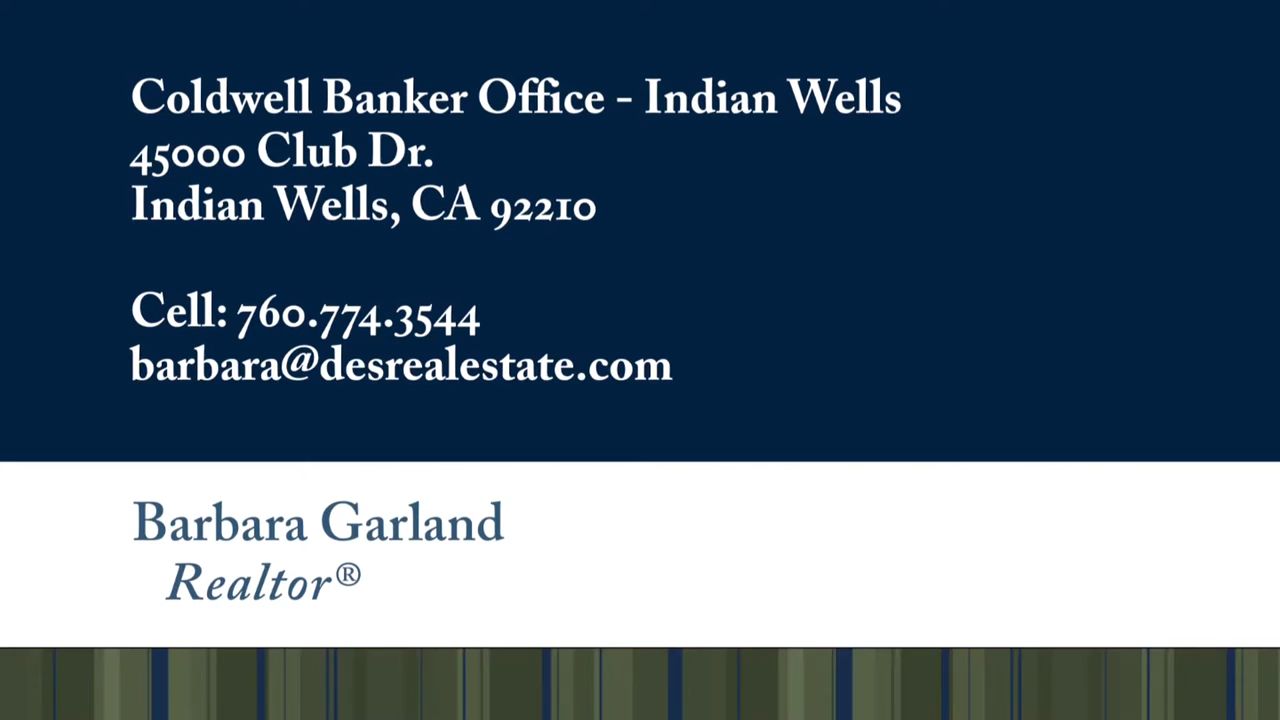 Coldwell Banker Office - Indian Wells
45000 Club Dr.
Indian Wells, CA 92210
Cell: 760.774.3544
barbara@desrealestate.com
Barbara Garland
Realtor®